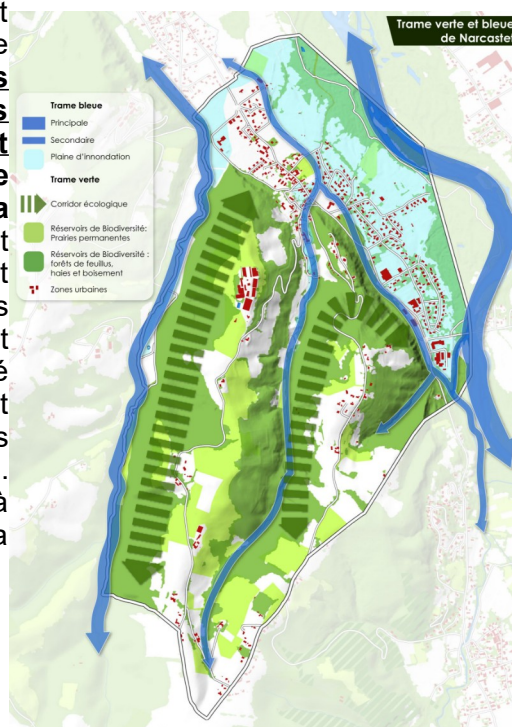 t
e
s
s
t
e
a
t
t
s
t
é
t
s
.
à
a
Trame verte et bleue
de Narcastet
Trame bleue
Principale
Secondaire
Plaine d'innondation
Trame verte
Corridor écologique
Réservoirs de Biodiversité:
Prairies permanentes
Réservoirs de Biodiversité :
forêts de feuillus,
haies et boisement
Zones urbaines